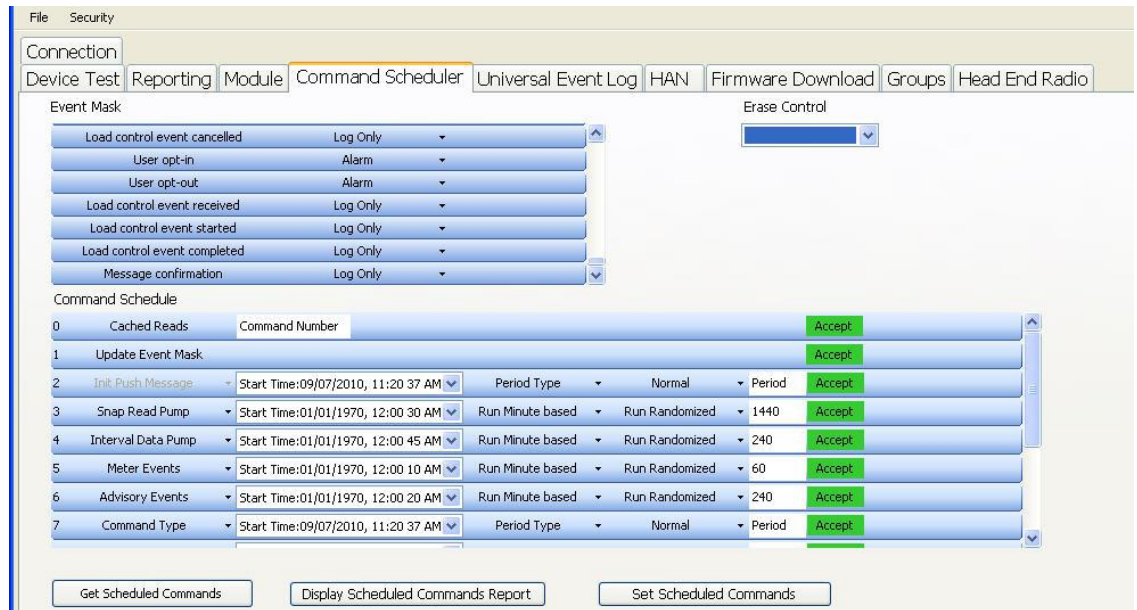 File Security
Connection
Device Test Reporting Module Command Scheduler Universal Event Log HAN Firmware Download Groups Head End Radio
Event Mask Erase Control
Load control event cancelled Log Only
User opt-in Alarm
User opt-out Alarm
Load control event received Log Only
Load control event started Log Only
Load control event completed Log Only
Message confirmation Log Only
Command Schedule
0 Cached Reads Command Number Accept
1 Update Event Mask Accept
2 Init Push Message Start Time:09/07/2010, 11:20 37 AM Period Type Normal Period Accept
3 Snap Read Pump Start Time:01/01/1970, 12:00 30 AM Run Minute based Run Randomized 1440 Accept
4 Interval Data Pump Start Time:01/01/1970, 12:00 45 AM Run Minute based Run Randomized 240 Accept
5 Meter Events Start Time:01/01/1970, 12:00 10 AM Run Minute based Run Randomized 60 Accept
6 Advisory Events Start Time:01/01/1970, 12:00 20 AM Run Minute based Run Randomized 240 Accept
7 Command Type Start Time:09/07/2010, 11:20 37 AM Period Type Normal Period Accept
Get Scheduled Commands Display Scheduled Commands Report Set Scheduled Commands